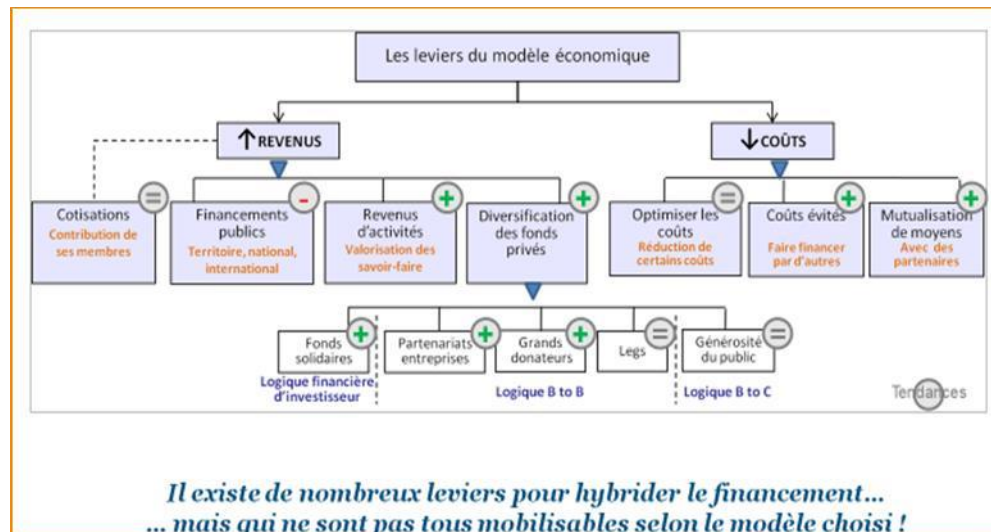 Les leviers du modèle économique
↑ REVENUS
↓ COÛTS
Cotisations
Contribution de
ses membres
=
Financements
publics
Territoire, national,
international
-
Revenus
d'activités
Valorisation des
savoir-faire
+
Diversification
des fonds
privés
+
Optimiser les
coûts
Réduction de
certains coûts
=
Coûts évités
Faire financer
par d'autres
+
Mutualisation
de moyens
Avec des
partenaires
+
Fonds
solidaires
+
Partenariats
entreprises
+
Grands
donateurs
+
Legs
=
Générosité
du public
=
Logique financière
d'investisseur
Logique B to B
Logique B to C
Tendances
Il existe de nombreux leviers pour hybrider le financement...
... mais qui ne sont pas tous mobilisables selon le modèle choisi !